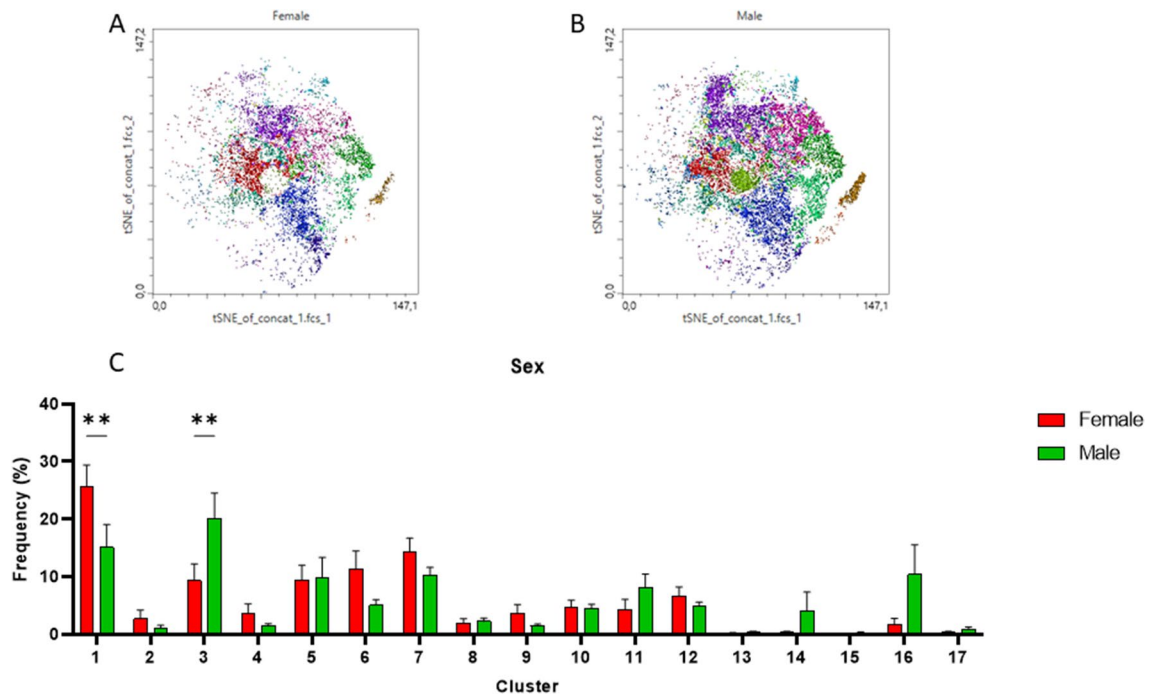 A
Female
147,2
tSNE_of_concat_1.fcs_2
0,0
0,0
147,1
tSNE_of_concat_1.fcs_1
B
Male
147,2
tSNE_of_concat_1.fcs_2
0,0
0,0
147,1
tSNE_of_concat_1.fcs_1
C
Sex
Frequency (%)
40
30
20
10
0
**
**
1 2 3 4 5 6 7 8 9 10 11 12 13 14 15 16 17
Cluster
Female
Male